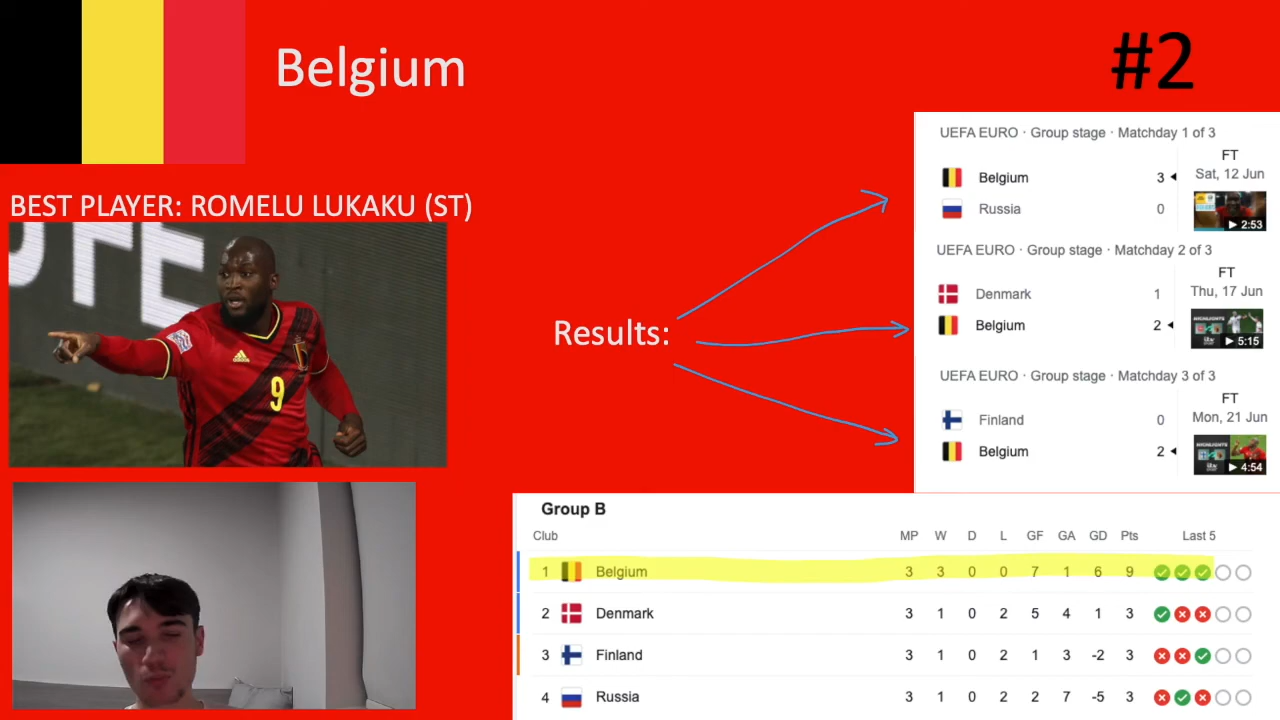 Belgium
#2
BEST PLAYER: ROMELU LUKAKU (ST)
9
Results:
UEFA EURO · Group stage · Matchday 1 of 3
Belgium 3
Russia 0
FT
Sat, 12 Jun
2:53
UEFA EURO · Group stage · Matchday 2 of 3
Denmark 1
Belgium 2
FT
Thu, 17 Jun
HIGHLIGHTS
5:15
UEFA EURO · Group stage · Matchday 3 of 3
Finland 0
Belgium 2
FT
Mon, 21 Jun
HIGHLIGHTS
4:54
Group B
Club MP W D L GF GA GD Pts Last 5
1 Belgium 3 3 0 0 7 1 6 9
2 Denmark 3 1 0 2 5 4 1 3
3 Finland 3 1 0 2 1 3 -2 3
4 Russia 3 1 0 2 2 7 -5 3